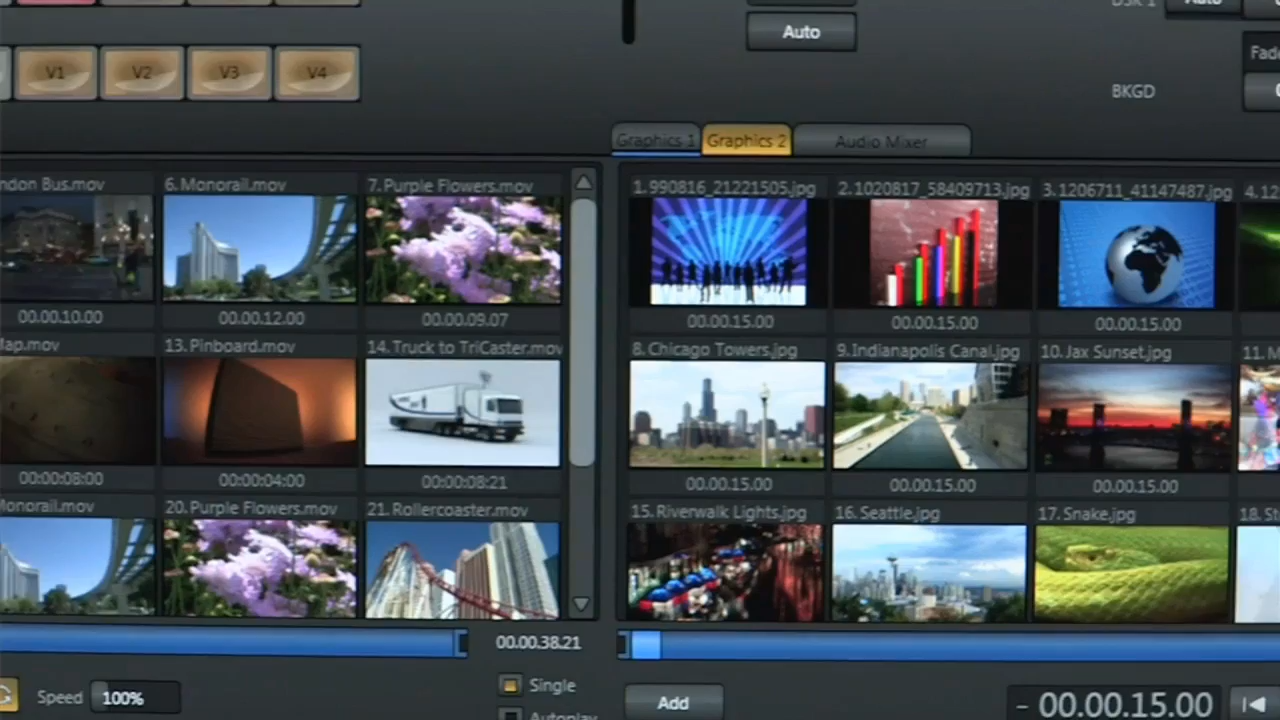 Auto
V1 V2 V3 V4
BKGD
Graphics 1 Graphics 2 Audio Mixer
Bus.mov 6. Monorail.mov 7. Purple Flowers.mov
1. 990816_21221505.jpg 2. 1020817_58409713.jpg 3. 1206711_41147487.jpg
00.00.10.00 00.00.12.00 00.00.09.07
00.00.15.00 00.00.15.00 00.00.15.00
13. Pinboard.mov 14. Truck to TriCaster.mov
8. Chicago Towers.jpg 9. Indianapolis Canal.jpg 10. Jax Sunset.jpg
00:00:08:00 00:00:04:00 00:00:08:21
00.00.15.00 00.00.15.00 00.00.15.00
20. Purple Flowers.mov 21. Rollercoaster.mov
15. Riverwalk Lights.jpg 16. Seattle.jpg 17. Snake.jpg
00.00.38.21
Speed 100% Single
Add 00.00.15.00
Autoplay